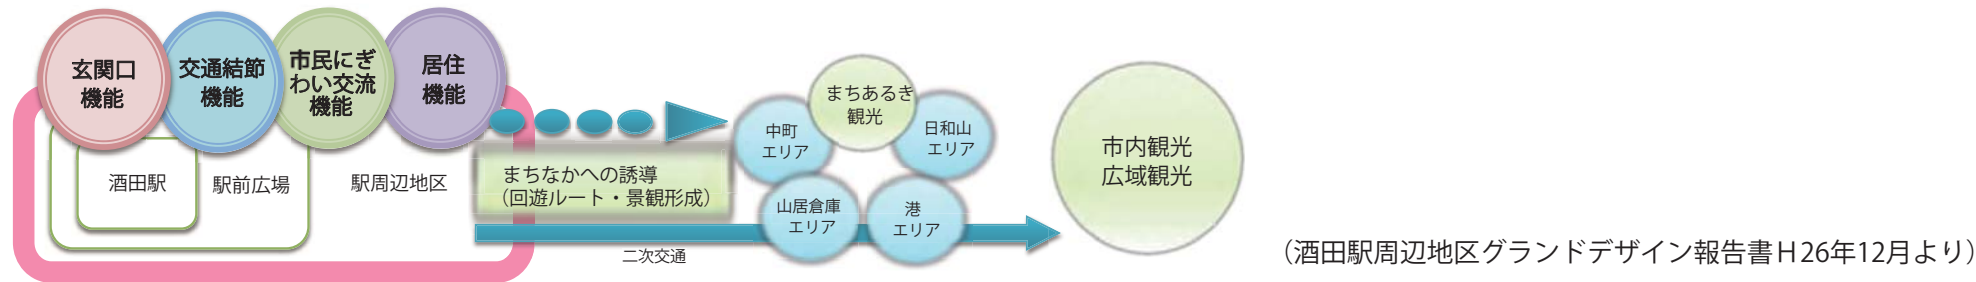 玄関口
機能
交通結節
機能
市民にぎ
わい交流
機能
居住
機能
酒田駅
駅前広場
駅周辺地区
まちなかへの誘導
（回遊ルート・景観形成）
二次交通
まちあるき
観光
中町
エリア
日和山
エリア
山居倉庫
エリア
港
エリア
市内観光
広域観光
（酒田駅周辺地区グランドデザイン報告書Ｈ26年12月より）